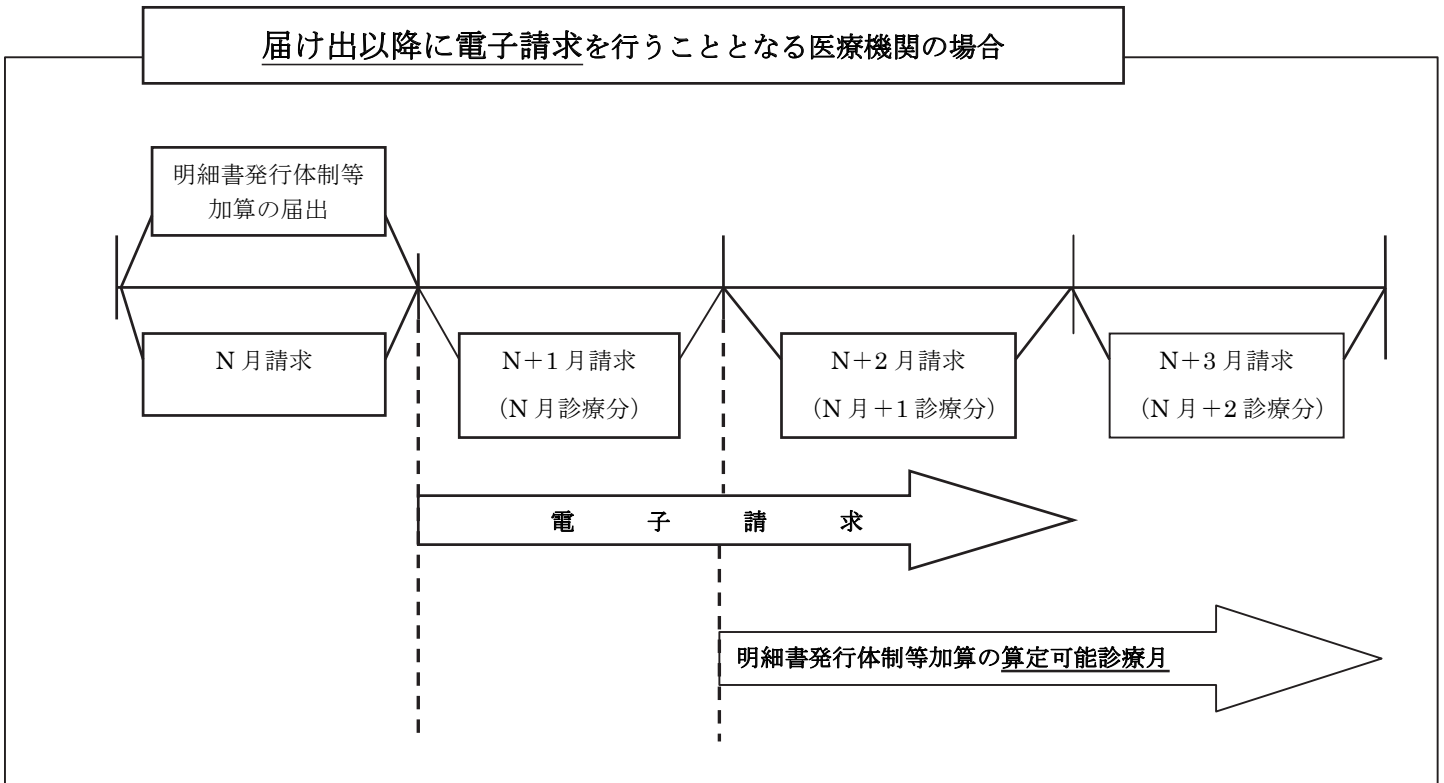 届け出以降に電子請求を行うこととなる医療機関の場合
明細書発行体制等
加算の届出
N 月請求
N+1 月請求
（N 月診療分）
N+2 月請求
（N 月+1 診療分）
N+3 月請求
（N 月+2 診療分）
電 子 請 求
明細書発行体制等加算の算定可能診療月